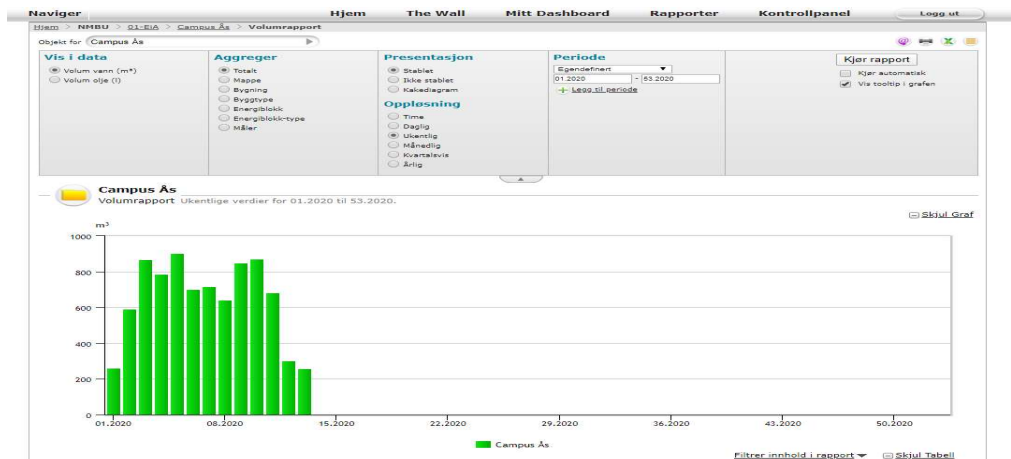 Naviger Hjem The Wall Mitt Dashboard Rapporter Kontrollpanel Logg ut
Hjem > NMBU > 01-EIA > Campus Ås > Volumrapport
Objekt for Campus Ås
Vis i data
Volum vann (m³)
Volum olje (l)
Aggreger
Totalt
Mappe
Bygning
Byggtype
Energiblokk
Energiblokk-type
Måler
Presentasjon
Stablet
Ikke stablet
Kakediagram
Oppløsning
Time
Daglig
Ukentlig
Månedlig
Kvartalsvis
Årlig
Periode
Egendefinert
01.2020 - 53.2020
Legg til periode
Kjør rapport
Kjør automatisk
Vis tooltip i grafen
Campus Ås
Volumrapport Ukentlige verdier for 01.2020 til 53.2020.
Skjul Graf
m³
1000
800
600
400
200
0
01.2020 08.2020 15.2020 22.2020 29.2020 36.2020 43.2020 50.2020
Campus Ås
Filtrer innhold i rapport Skjul Tabell